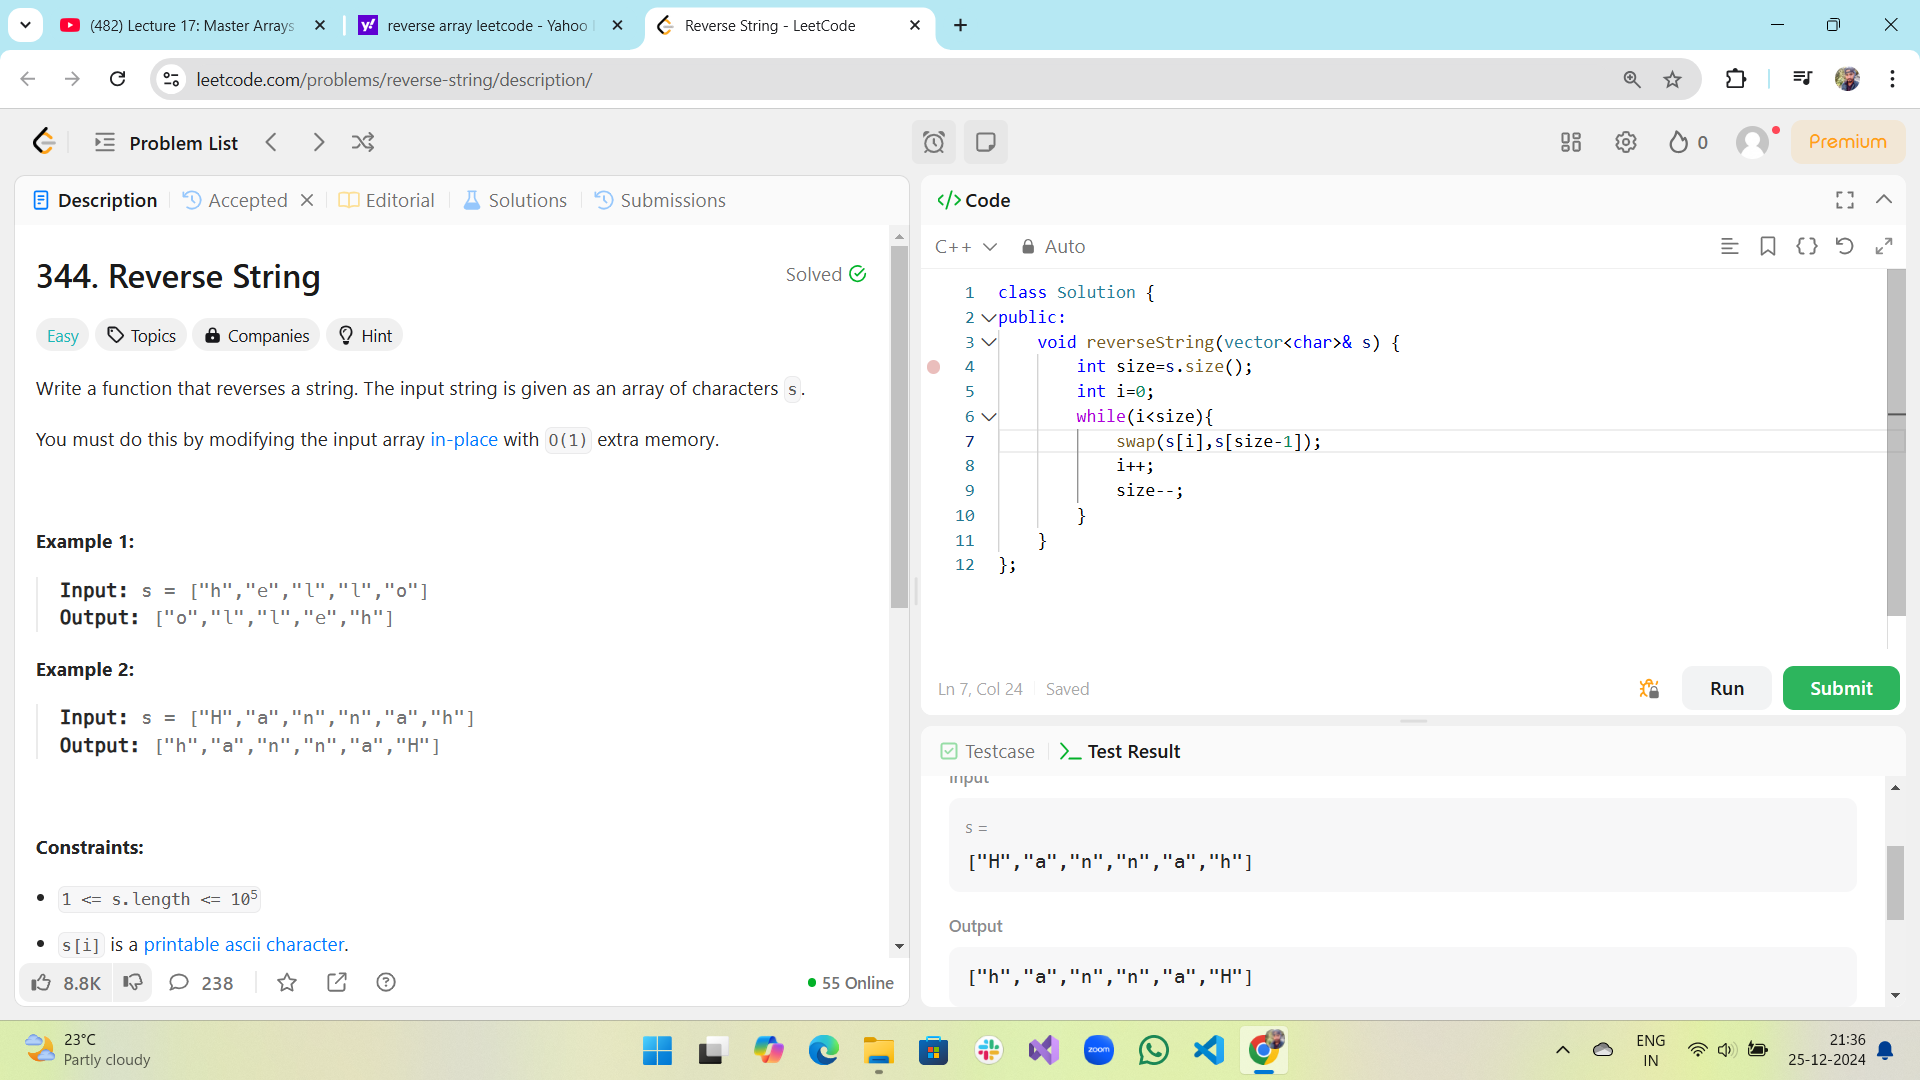 (482) Lecture 17: Master Arrays
reverse array leetcode - Yahoo
Reverse String - LeetCode
leetcode.com/problems/reverse-string/description/
Problem List
0
Premium
Description
Accepted
Editorial
Solutions
Submissions
344. Reverse String
Solved
Easy
Topics
Companies
Hint
Write a function that reverses a string. The input string is given as an array of characters s.
You must do this by modifying the input array in-place with O(1) extra memory.
Example 1:
Input: s = ["h","e","l","l","o"]
Output: ["o","l","l","e","h"]
Example 2:
Input: s = ["H","a","n","n","a","h"]
Output: ["h","a","n","n","a","H"]
Constraints:
1 <= s.length <= 10⁵
s[i] is a printable ascii character.
8.8K
238
55 Online
</> Code
C++
Auto
1 class Solution {
2 public:
3 void reverseString(vector<char>& s) {
4 int size=s.size();
5 int i=0;
6 while(i<size){
7 swap(s[i],s[size-1]);
8 i++;
9 size--;
10 }
11 }
12 };
Ln 7, Col 24
Saved
Run
Submit
Testcase
Test Result
Input
s =
["H","a","n","n","a","h"]
Output
["h","a","n","n","a","H"]
23°C
Partly cloudy
zoom
ENG
IN
21:36
25-12-2024